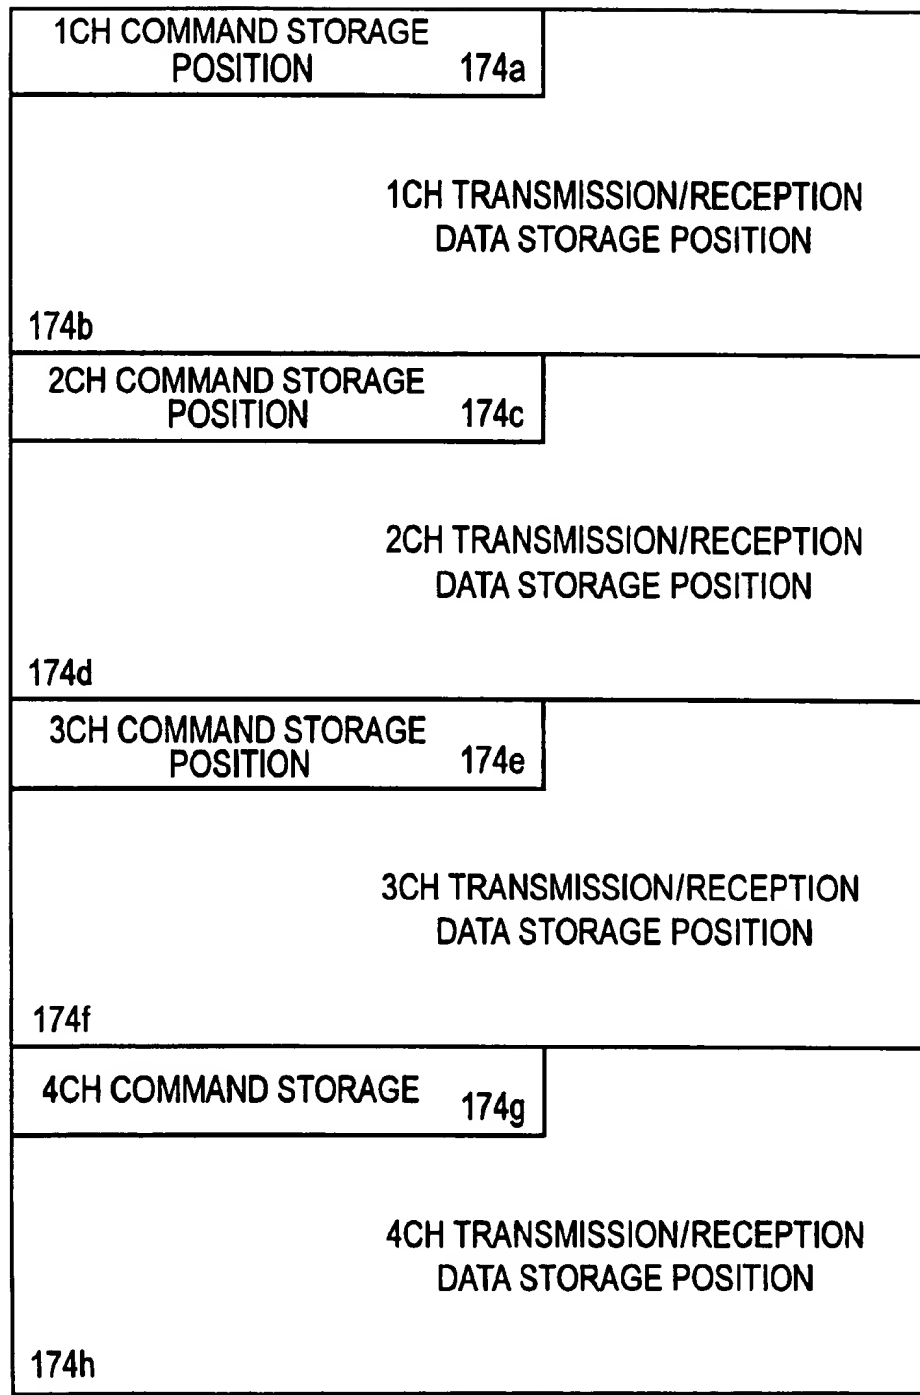 1CH COMMAND STORAGE
POSITION 174a
1CH TRANSMISSION/RECEPTION
DATA STORAGE POSITION
174b
2CH COMMAND STORAGE
POSITION 174c
2CH TRANSMISSION/RECEPTION
DATA STORAGE POSITION
174d
3CH COMMAND STORAGE
POSITION 174e
3CH TRANSMISSION/RECEPTION
DATA STORAGE POSITION
174f
4CH COMMAND STORAGE 174g
4CH TRANSMISSION/RECEPTION
DATA STORAGE POSITION
174h